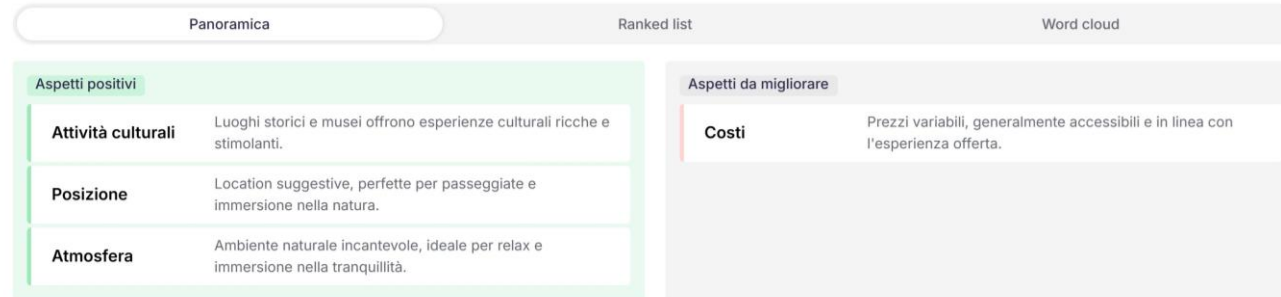 Panoramica
Ranked list
Word cloud
Aspetti positivi
Attività culturali
Luoghi storici e musei offrono esperienze culturali ricche e
stimolanti.
Posizione
Location suggestive, perfette per passeggiate e
immersione nella natura.
Atmosfera
Ambiente naturale incantevole, ideale per relax e
immersione nella tranquillità.
Aspetti da migliorare
Costi
Prezzi variabili, generalmente accessibili e in linea con
l'esperienza offerta.